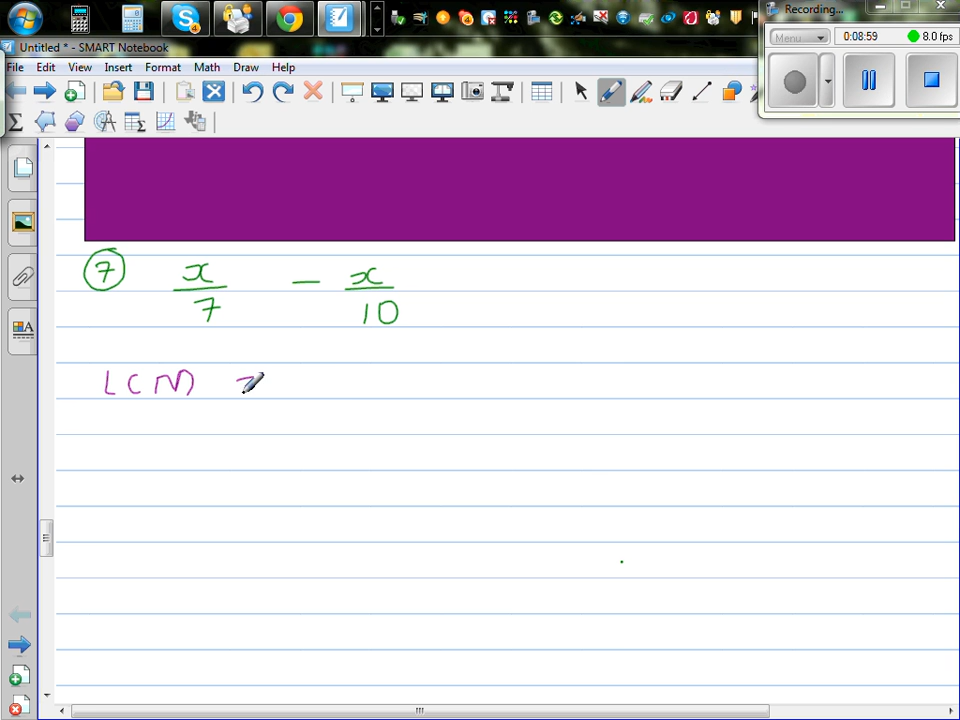 Recording...
Untitled * - SMART Notebook
Menu
0:08:59
8.0 fps
File Edit View Insert Format Math Draw Help
7 x/7 - x/10
LCM =